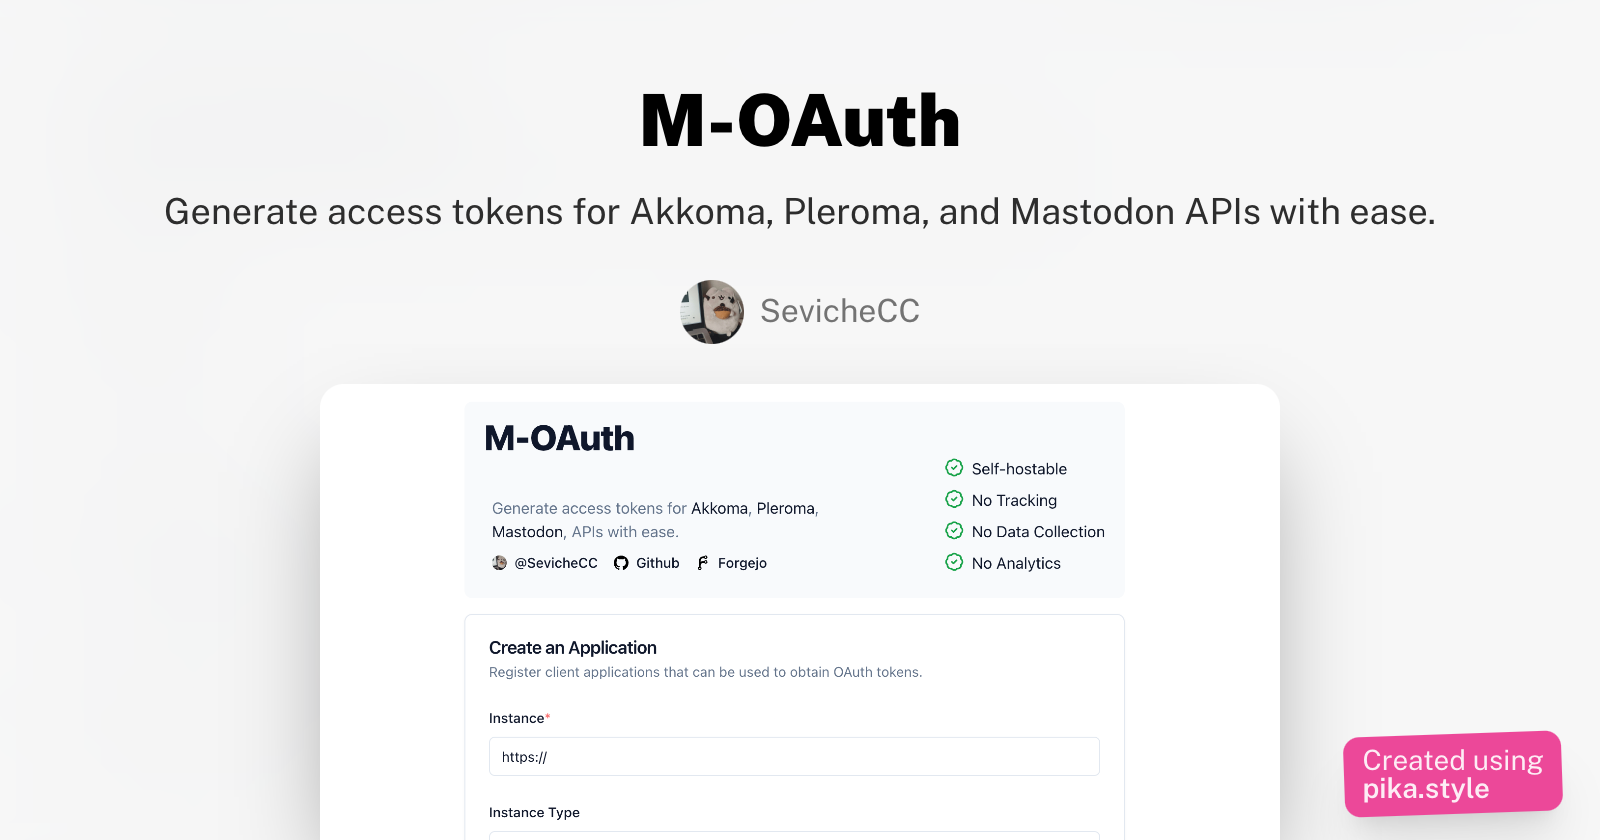 M-OAuth
Generate access tokens for Akkoma, Pleroma, and Mastodon APIs with ease.
SevicheCC
M-OAuth
Generate access tokens for Akkoma, Pleroma,
Mastodon, APIs with ease.
@SevicheCC Github Forgejo
Self-hostable
No Tracking
No Data Collection
No Analytics
Create an Application
Register client applications that can be used to obtain OAuth tokens.
Instance*
https://
Instance Type
Created using
pika.style